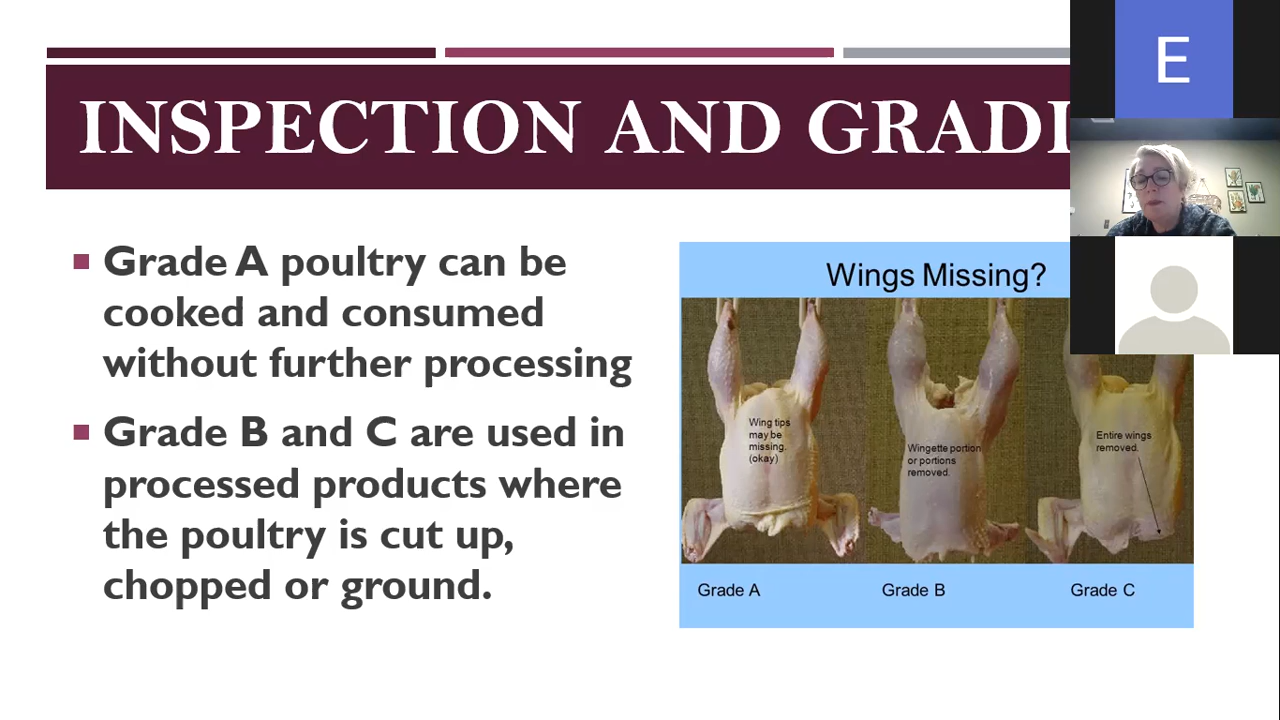 INSPECTION AND GRADI
E
Grade A poultry can be
cooked and consumed
without further processing
Grade B and C are used in
processed products where
the poultry is cut up,
chopped or ground.
Wings Missing?
Wing tips
may be
missing.
(okay)
Wingette portion
or portions
removed.
Entire wings
removed.
Grade A
Grade B
Grade C